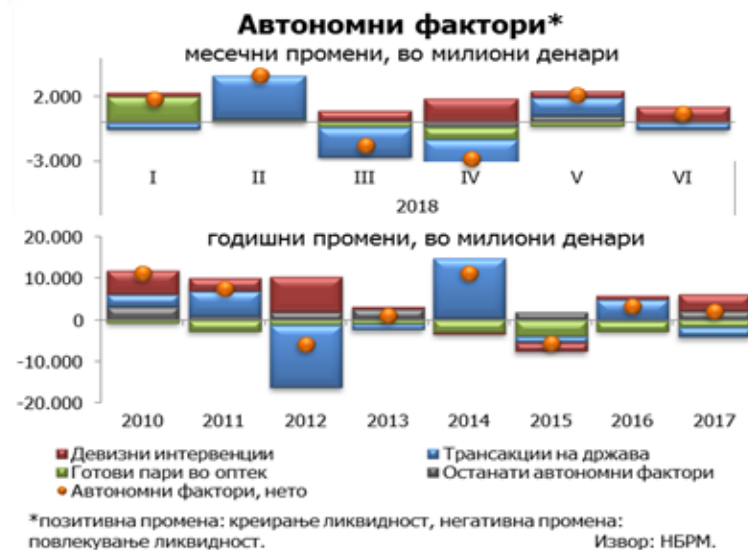 Автономни фактори*
месечни промени, во милиони денари
2.000
-3.000
I II III IV V VI
2018
годишни промени, во милиони денари
20.000
10.000
0
-10.000
-20.000
2010 2011 2012 2013 2014 2015 2016 2017
Девизни интервенции Трансакции на држава
Готови пари во оптек Останати автономни фактори
Автономни фактори, нето
*позитивна промена: креирање ликвидност, негативна промена:
повлекување ликвидност. Извор: НБРМ.